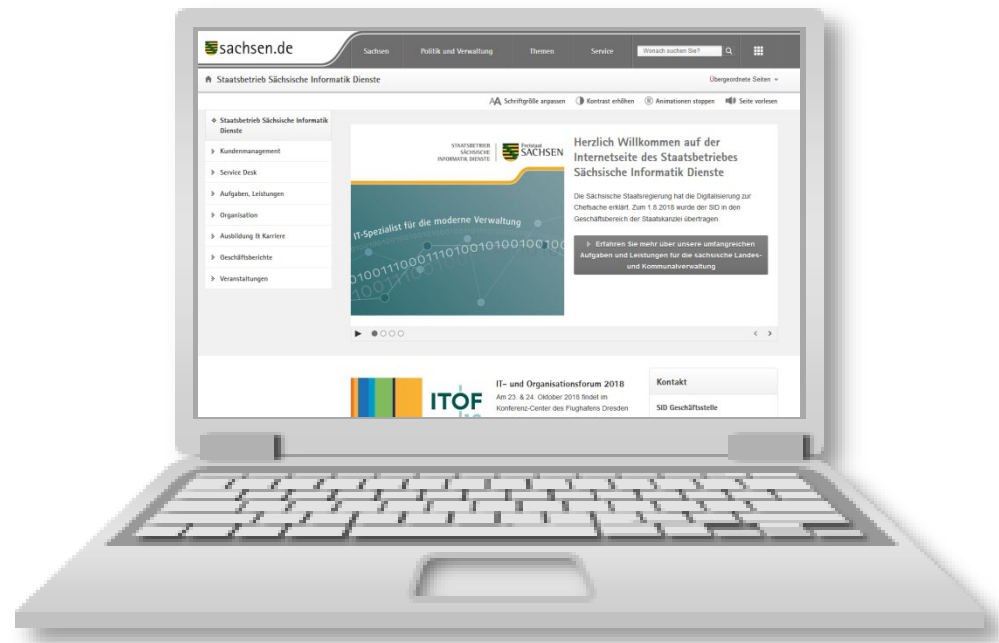 sachsen.de
Sachsen
Politik und Verwaltung
Themen
Service
Wonach suchen Sie?
Staatsbetrieb Sächsische Informatik Dienste
Übergeordnete Seiten
AA Schriftgröße anpassen
Kontrast erhöhen
Animationen stoppen
Seite vorlesen
Staatsbetrieb Sächsische Informatik
Dienste
Kundenmanagement
Service Desk
Aufgaben, Leistungen
Organisation
Ausbildung & Karriere
Geschäftsberichte
Veranstaltungen
STAATSBETRIEB
SÄCHSISCHE
INFORMATIK DIENSTE
Freistaat
SACHSEN
IT-Spezialist für die moderne Verwaltung
Herzlich Willkommen auf der
Internetseite des Staatsbetriebes
Sächsische Informatik Dienste
Die Sächsische Staatsregierung hat die Digitalisierung zur
Chefsache erklärt. Zum 1.8.2018 wurde der SID in den
Geschäftsbereich der Staatskanzlei übertragen.
Erfahren Sie mehr über unsere umfangreichen
Aufgaben und Leistungen für die sächsische Landes-
und Kommunalverwaltung
ITOF
IT- und Organisationsforum 2018
Am 23. & 24. Oktober 2018 findet im
Konferenz-Center des Flughafens Dresden
Kontakt
SID Geschäftsstelle